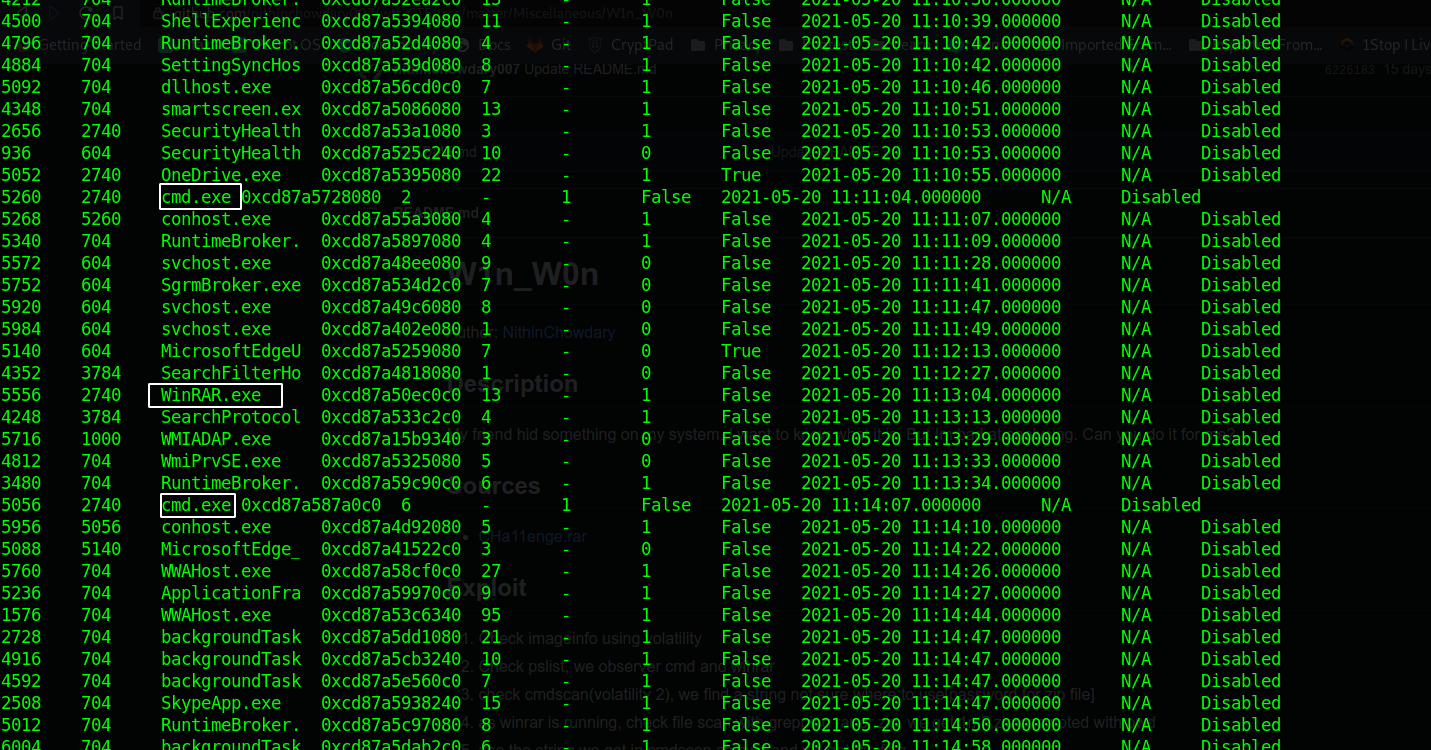 4212 704 RuntimeBroker.
4500 704 ShellExperienc 0xcd87a5394080 11 - 1 False 2021-05-20 11:10:39.000000 N/A Disabled
4796 704 RuntimeBroker. 0xcd87a52d4080 4 - 1 False 2021-05-20 11:10:42.000000 N/A Disabled
4884 704 SettingSyncHos 0xcd87a539d080 8 - 1 False 2021-05-20 11:10:42.000000 N/A Disabled
5092 704 dllhost.exe 0xcd87a56cd0c0 7 - 1 False 2021-05-20 11:10:46.000000 N/A Disabled
4348 704 smartscreen.ex 0xcd87a5086080 13 - 1 False 2021-05-20 11:10:51.000000 N/A Disabled
2656 2740 SecurityHealth 0xcd87a53a1080 3 - 1 False 2021-05-20 11:10:53.000000 N/A Disabled
936 604 SecurityHealth 0xcd87a525c240 10 - 0 False 2021-05-20 11:10:53.000000 N/A Disabled
5052 2740 OneDrive.exe 0xcd87a5395080 22 - 1 True 2021-05-20 11:10:55.000000 N/A Disabled
5260 2740 cmd.exe 0xcd87a5728080 2 - 1 False 2021-05-20 11:11:04.000000 N/A Disabled
5268 5260 conhost.exe 0xcd87a55a3080 4 - 1 False 2021-05-20 11:11:07.000000 N/A Disabled
5340 704 RuntimeBroker. 0xcd87a5897080 4 - 1 False 2021-05-20 11:11:09.000000 N/A Disabled
5572 604 svchost.exe 0xcd87a48ee080 9 - 0 False 2021-05-20 11:11:28.000000 N/A Disabled
5752 604 SgrmBroker.exe 0xcd87a534d2c0 7 - 0 False 2021-05-20 11:11:41.000000 N/A Disabled
5920 604 svchost.exe 0xcd87a49c6080 8 - 0 False 2021-05-20 11:11:47.000000 N/A Disabled
5984 604 svchost.exe 0xcd87a402e080 1 - 0 False 2021-05-20 11:11:49.000000 N/A Disabled
5140 604 MicrosoftEdgeU 0xcd87a5259080 7 - 0 True 2021-05-20 11:12:13.000000 N/A Disabled
4352 3784 SearchFilterHo 0xcd87a4818080 1 - 0 False 2021-05-20 11:12:27.000000 N/A Disabled
5556 2740 WinRAR.exe 0xcd87a50ec0c0 13 - 1 False 2021-05-20 11:13:04.000000 N/A Disabled
4248 3784 SearchProtocol 0xcd87a533c2c0 4 - 1 False 2021-05-20 11:13:13.000000 N/A Disabled
5716 1000 WMIADAP.exe 0xcd87a15b9340 - 0 False 2021-05-20 11:13:29.000000 N/A Disabled
4812 704 WmiPrvSE.exe 0xcd87a5325080 5 - 0 False 2021-05-20 11:13:33.000000 N/A Disabled
3480 704 RuntimeBroker. 0xcd87a59c90c0 6 - 1 False 2021-05-20 11:13:34.000000 N/A Disabled
5056 2740 cmd.exe 0xcd87a587a0c0 6 - 1 False 2021-05-20 11:14:07.000000 N/A Disabled
5956 5056 conhost.exe 0xcd87a4d92080 5 - 1 False 2021-05-20 11:14:10.000000 N/A Disabled
5088 5140 MicrosoftEdge_ 0xcd87a41522c0 3 - 0 False 2021-05-20 11:14:22.000000 N/A Disabled
5760 704 WWAHost.exe 0xcd87a58cf0c0 27 - 1 False 2021-05-20 11:14:26.000000 N/A Disabled
5236 704 ApplicationFra 0xcd87a59970c0 9 - 1 False 2021-05-20 11:14:27.000000 N/A Disabled
1576 704 WWAHost.exe 0xcd87a53c6340 95 - 1 False 2021-05-20 11:14:44.000000 N/A Disabled
2728 704 backgroundTask 0xcd87a5dd1080 21 - 1 False 2021-05-20 11:14:47.000000 N/A Disabled
4916 704 backgroundTask 0xcd87a5cb3240 10 - 1 False 2021-05-20 11:14:47.000000 N/A Disabled
4592 704 backgroundTask 0xcd87a5e560c0 7 - 1 False 2021-05-20 11:14:47.000000 N/A Disabled
2508 704 SkypeApp.exe 0xcd87a5938240 15 - 1 False 2021-05-20 11:14:47.000000 N/A Disabled
5012 704 RuntimeBroker. 0xcd87a5c97080 8 - 1 False 2021-05-20 11:14:50.000000 N/A Disabled
6004 704 backgroundTask 0xcd87a5dab2c0 6 - 1 False 2021-05-20 11:14:58.000000 N/A Disabled
README.md
W1n_W0n
Author: NithinChowdary
Description
Sources
CHa11enge.rar
Exploit
1. Check imageinfo using volatility
2. Check pslist, we observer cmd and winrar